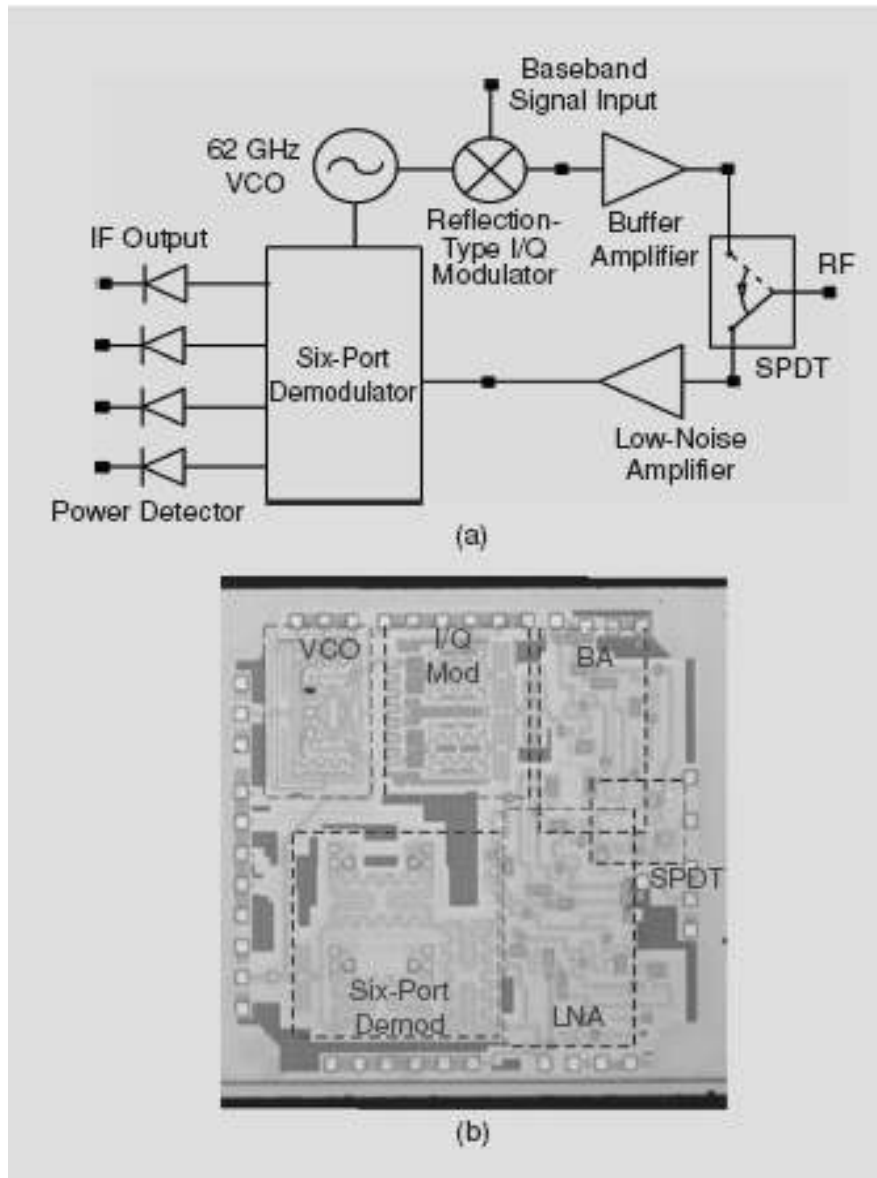 Baseband
Signal Input
62 GHz
VCO
Reflection-
Type I/Q
Modulator
Buffer
Amplifier
IF Output
RF
SPDT
Six-Port
Demodulator
Low-Noise
Amplifier
Power Detector
(a)
VCO
I/Q
Mod
BA
SPDT
Six-Port
Demod
LNA
(b)